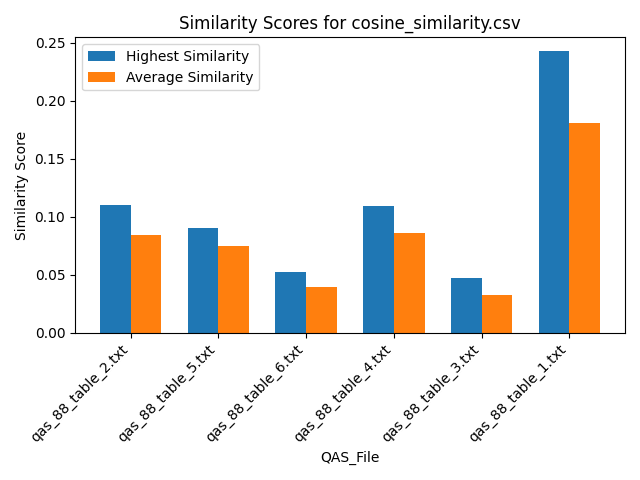 Similarity Scores for cosine_similarity.csv
Highest Similarity
Average Similarity
Similarity Score
0.25
0.20
0.15
0.10
0.05
0.00
qas_88_table_2.txt
qas_88_table_5.txt
qas_88_table_6.txt
qas_88_table_4.txt
qas_88_table_3.txt
qas_88_table_1.txt
QAS_File